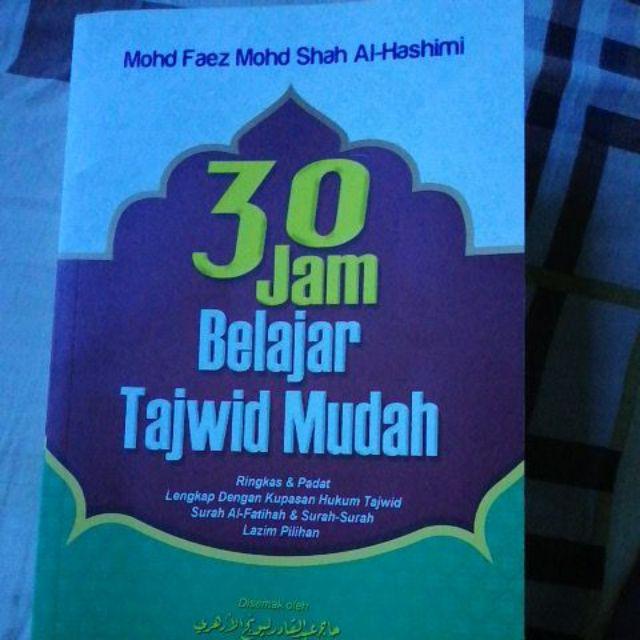 Mohd Faez Mohd Shah Al-Hashimi
30
Jam
Belajar
Tajwid Mudah
Ringkas & Padat
Lengkap Dengan Kupasan Hukum Tajwid
Surah Al-Fatihah & Surah-Surah
Lazim Pilihan
Disemak oleh